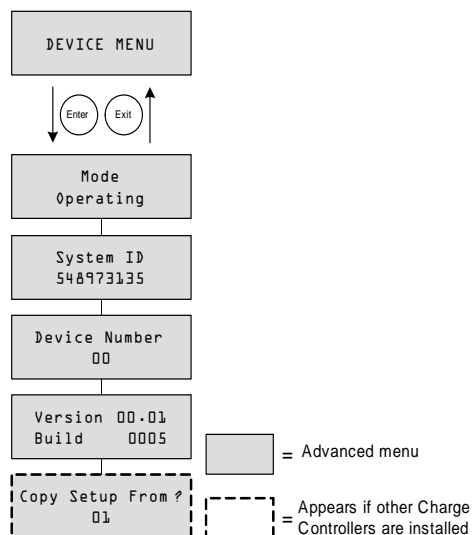 DEVICE MENU
Enter Exit
Mode
Operating
System ID
548973135
Device Number
00
Version 00.01
Build 0005
Copy Setup From?
01
= Advanced menu
= Appears if other Charge
Controllers are installed